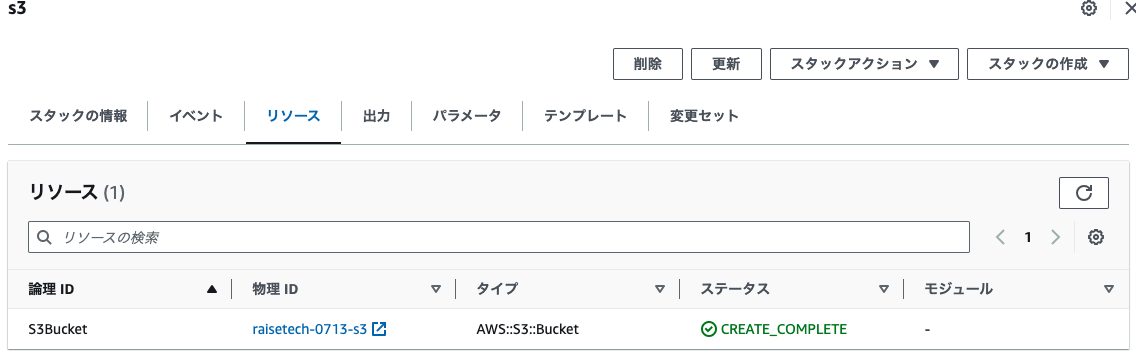 s3
削除 更新 スタックアクション スタックの作成
スタックの情報 イベント リソース 出力 パラメータ テンプレート 変更セット
リソース (1)
リソースの検索 1
論理 ID 物理 ID タイプ ステータス モジュール
S3Bucket raisetech-0713-s3 AWS::S3::Bucket CREATE_COMPLETE -